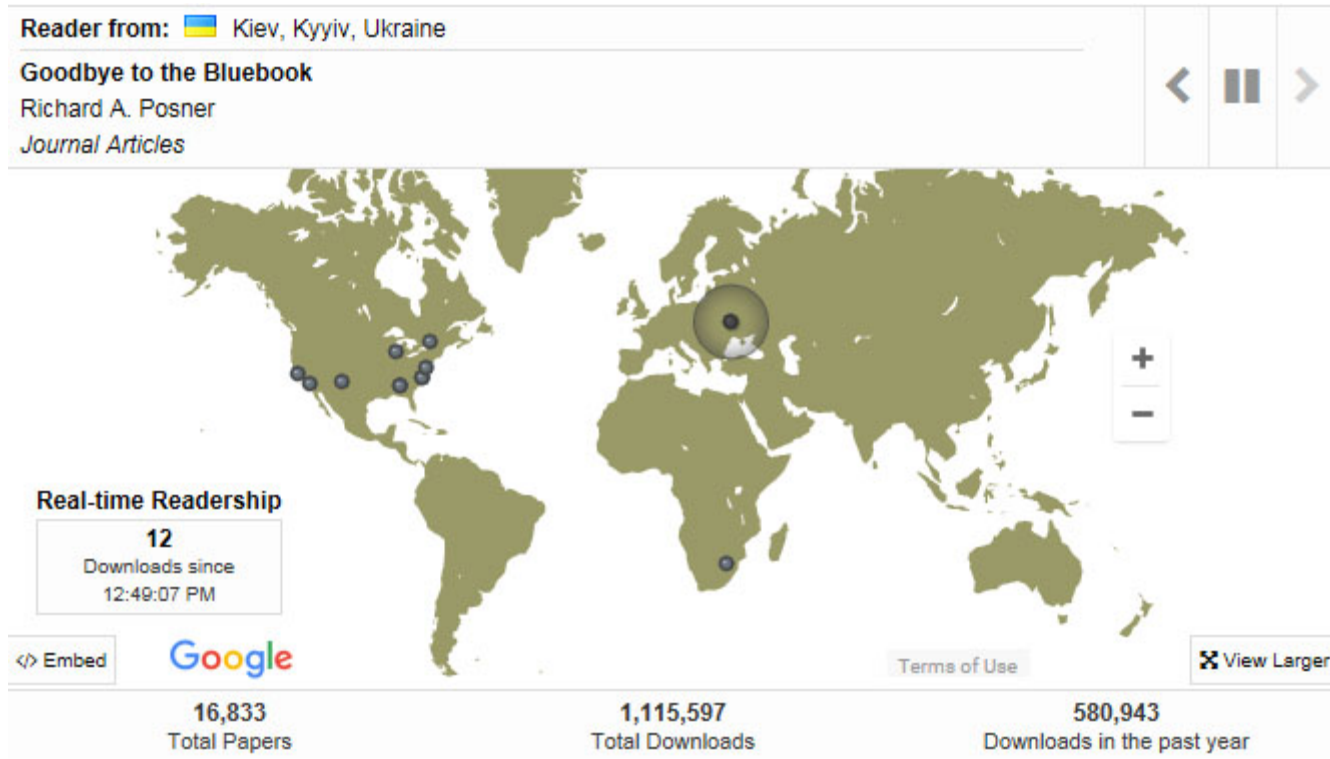 Reader from: Kiev, Kyyiv, Ukraine
Goodbye to the Bluebook
Richard A. Posner
Journal Articles
Real-time Readership
12
Downloads since
12:49:07 PM
</> Embed
Google
Terms of Use
View Larger
16,833
Total Papers
1,115,597
Total Downloads
580,943
Downloads in the past year